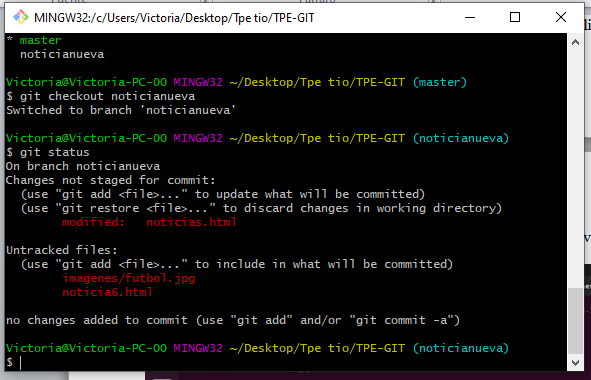 MINGW32:/c/Users/Victoria/Desktop/Tpe tio/TPE-GIT
* master
  noticianueva
Victoria@Victoria-PC-00 MINGW32 ~/Desktop/Tpe tio/TPE-GIT (master)
$ git checkout noticianueva
Switched to branch 'noticianueva'
Victoria@Victoria-PC-00 MINGW32 ~/Desktop/Tpe tio/TPE-GIT (noticianueva)
$ git status
On branch noticianueva
Changes not staged for commit:
  (use "git add <file>..." to update what will be committed)
  (use "git restore <file>..." to discard changes in working directory)
        modified:   noticias.html
Untracked files:
  (use "git add <file>..." to include in what will be committed)
        imagenes/futbol.jpg
        noticia6.html
no changes added to commit (use "git add" and/or "git commit -a")
Victoria@Victoria-PC-00 MINGW32 ~/Desktop/Tpe tio/TPE-GIT (noticianueva)
$